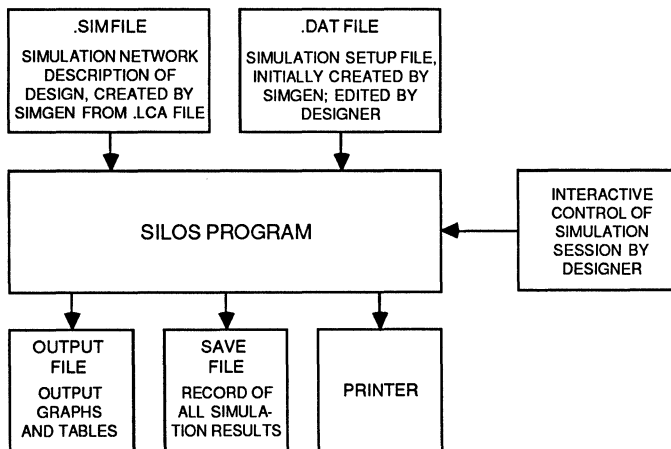 .SIM FILE
SIMULATION NETWORK
DESCRIPTION OF
DESIGN, CREATED BY
SIMGEN FROM .LCA FILE
.DAT FILE
SIMULATION SETUP FILE,
INITIALLY CREATED BY
SIMGEN; EDITED BY
DESIGNER
SILOS PROGRAM
INTERACTIVE
CONTROL OF
SIMULATION
SESSION BY
DESIGNER
OUTPUT
FILE
OUTPUT
GRAPHS
AND TABLES
SAVE
FILE
RECORD OF
ALL SIMULA-
TION RESULTS
PRINTER